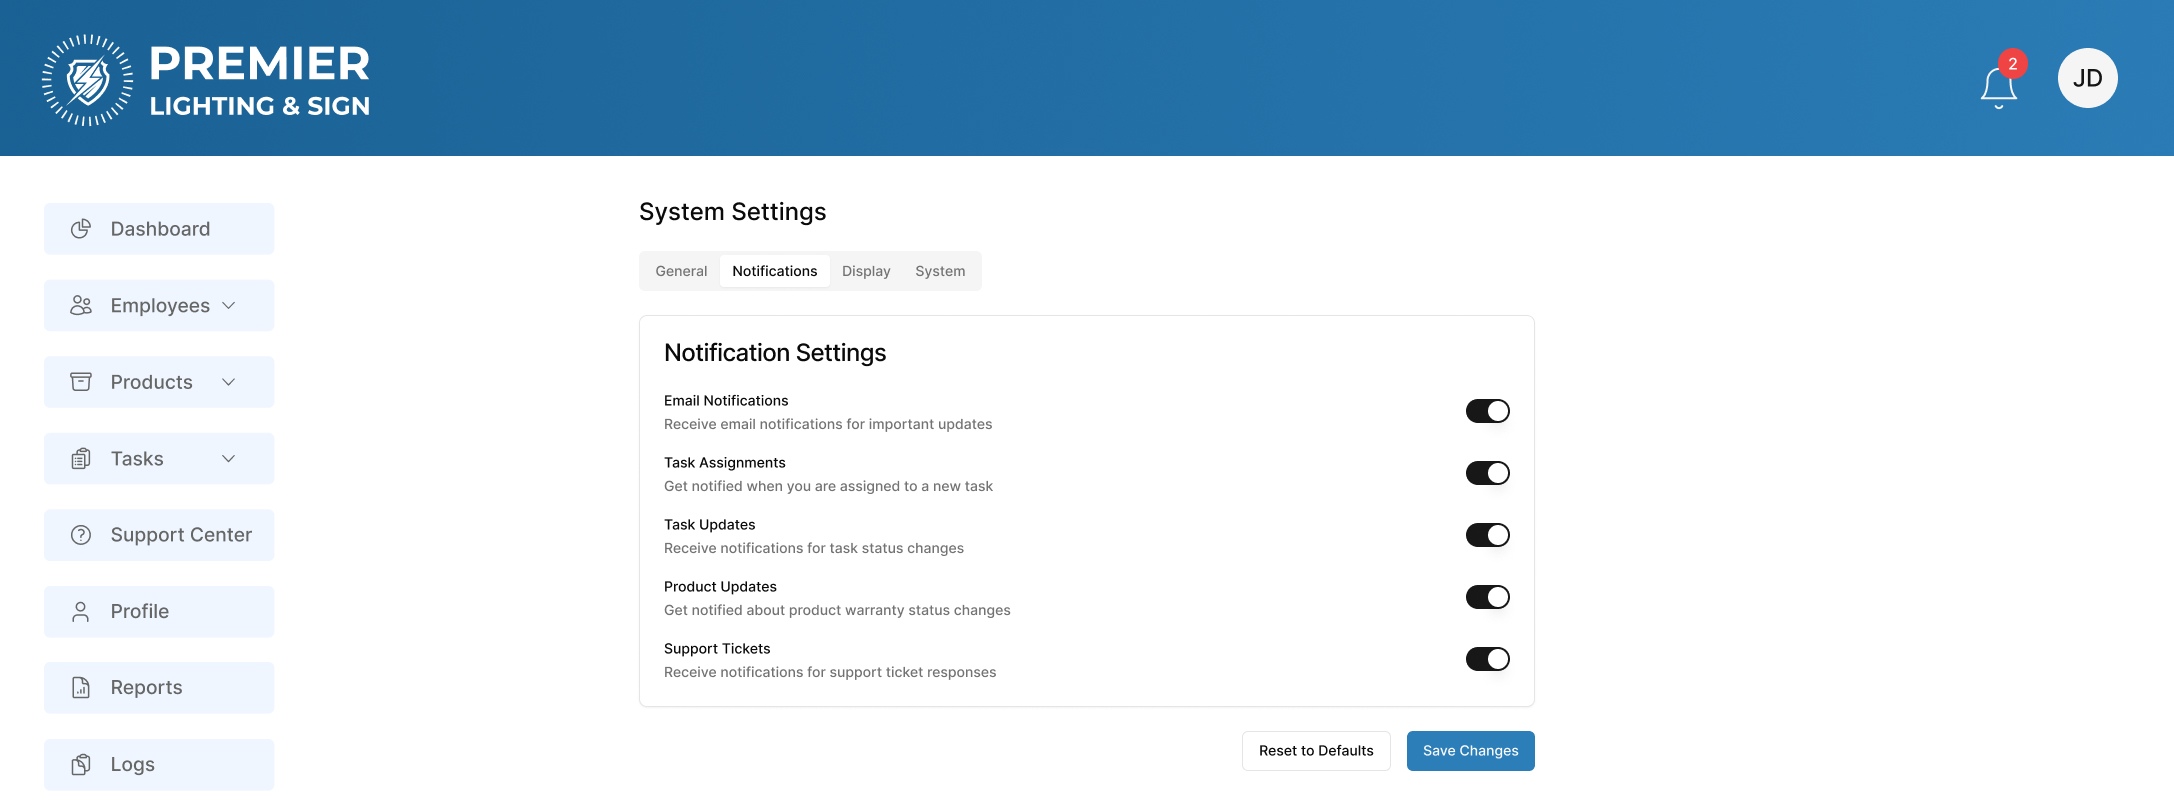 PREMIER
LIGHTING & SIGN
2
JD
Dashboard
Employees
Products
Tasks
Support Center
Profile
Reports
Logs
System Settings
General Notifications Display System
Notification Settings
Email Notifications
Receive email notifications for important updates
Task Assignments
Get notified when you are assigned to a new task
Task Updates
Receive notifications for task status changes
Product Updates
Get notified about product warranty status changes
Support Tickets
Receive notifications for support ticket responses
Reset to Defaults Save Changes